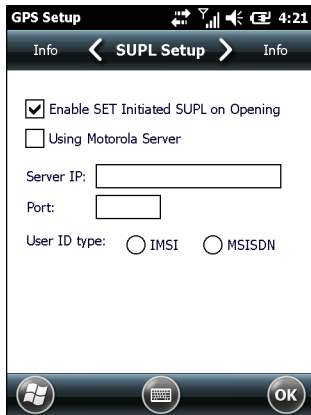 GPS Setup 4:21
Info SUPL Setup Info
Enable SET Initiated SUPL on Opening
Using Motorola Server
Server IP:
Port:
User ID type: IMSI MSISDN
OK